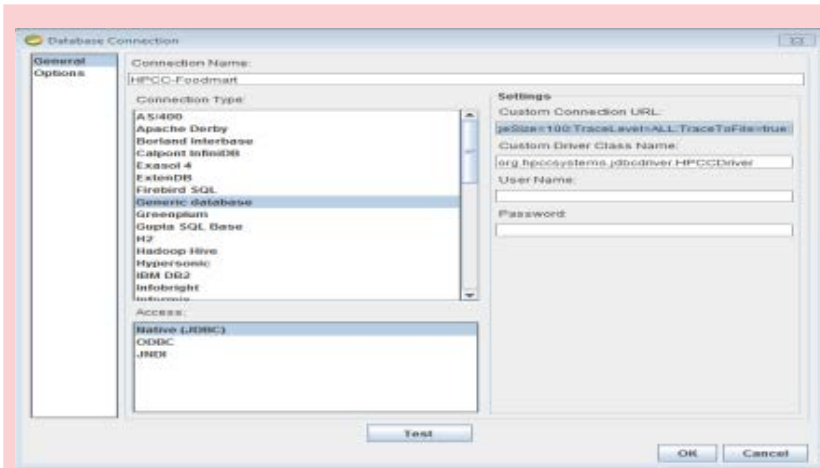 Database Connection
General
Options
Connection Name:
HPCC-Foodmart
Connection Type:
AS/400
Apache Derby
Borland Interbase
Calpont InfiniDB
Exasol 4
ExtenDB
Firebird SQL
Generic database
Greenplum
Gupta SQL Base
H2
Hadoop Hive
Hypersonic
IBM DB2
Infobright
Informix
Access:
Native (JDBC)
ODBC
JNDI
Settings
Custom Connection URL:
geSize=100;TraceLevel=ALL;TraceToFile=true;
Custom Driver Class Name:
org.hpccsystems.jdbcdriver.HPCCDriver
User Name:
Password:
Test
OK
Cancel